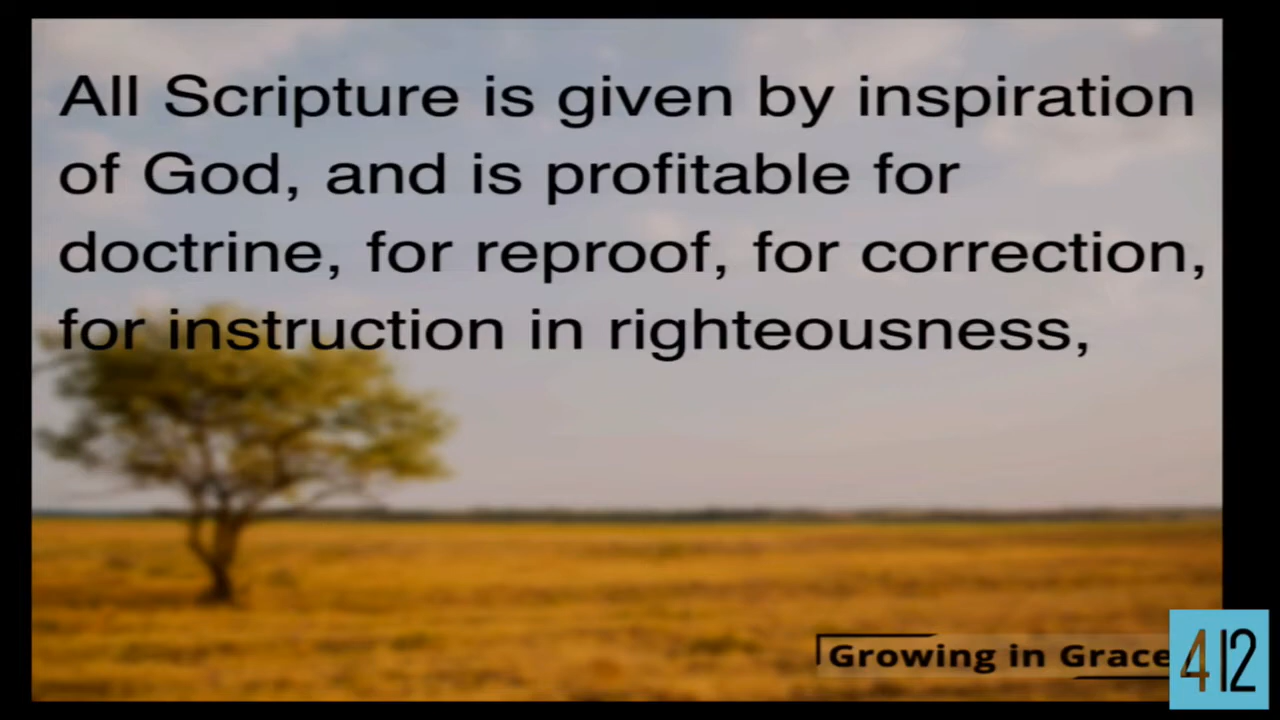 All Scripture is given by inspiration
of God, and is profitable for
doctrine, for reproof, for correction,
for instruction in righteousness,
Growing in Grace
412